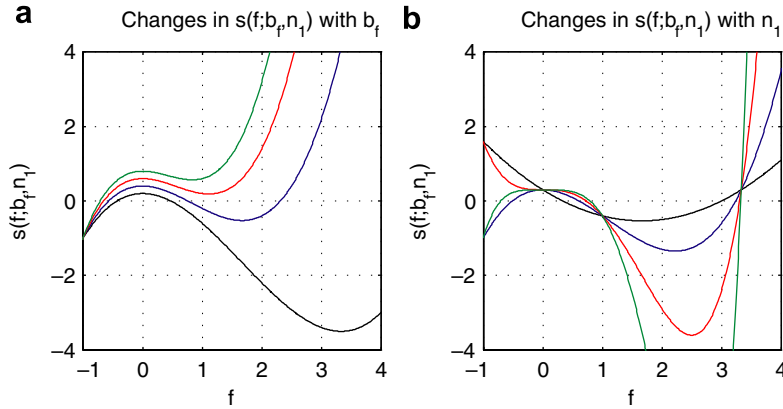 a
Changes in s(f;b_f,n_1) with b_f
4
2
0
−2
−4
−1
0
1
2
3
4
s(f;b_f,n_1)
f
b
Changes in s(f;b_f,n_1) with n_1
4
2
0
−2
−4
−1
0
1
2
3
4
s(f;b_f,n_1)
f